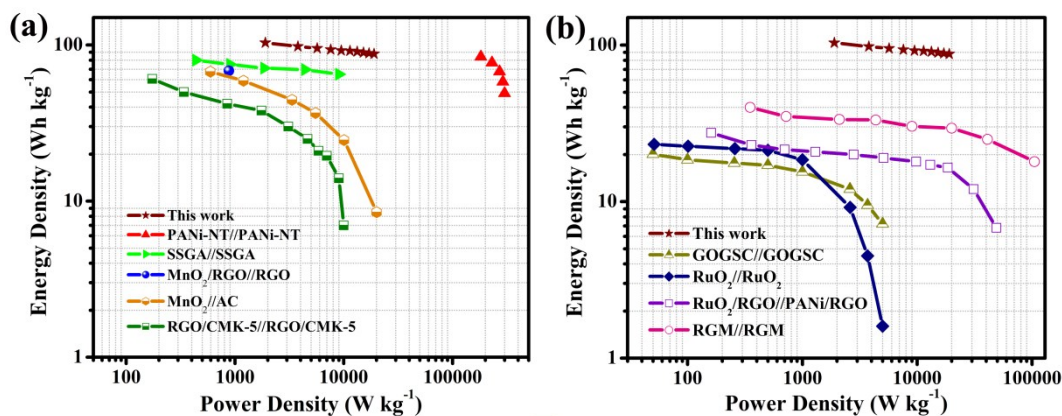 (a)
Energy Density (Wh kg⁻¹)
100
10
1
This work
PANi-NT//PANi-NT
SSGA//SSGA
MnO₂/RGO//RGO
MnO₂//AC
RGO/CMK-5//RGO/CMK-5
100 1000 10000 100000
Power Density (W kg⁻¹)
(b)
Energy Density (Wh kg⁻¹)
100
10
1
This work
GOGSC//GOGSC
RuO₂//RuO₂
RuO₂/RGO//PANi/RGO
RGM//RGM
100 1000 10000 100000
Power Density (W kg⁻¹)